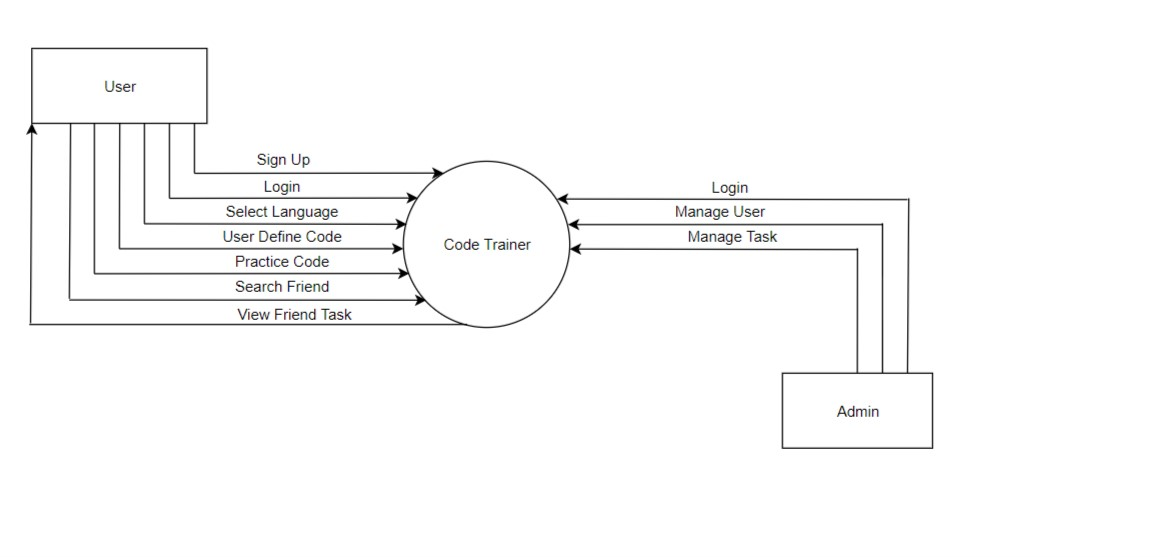 User
Sign Up
Login
Select Language
User Define Code
Practice Code
Search Friend
View Friend Task
Code Trainer
Login
Manage User
Manage Task
Admin